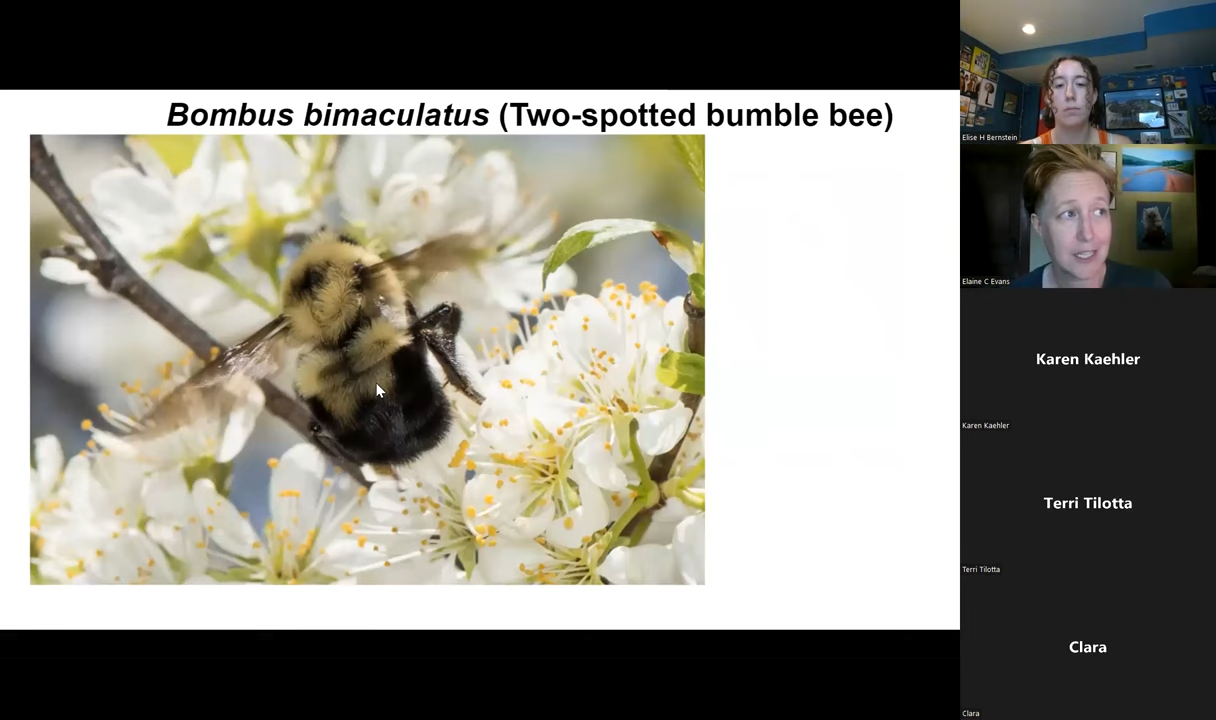 Bombus bimaculatus (Two-spotted bumble bee)
Elise H Bernstein
Elaine C Evans
Karen Kaehler
Karen Kaehler
Terri Tilotta
Terri Tilotta
Clara
Clara